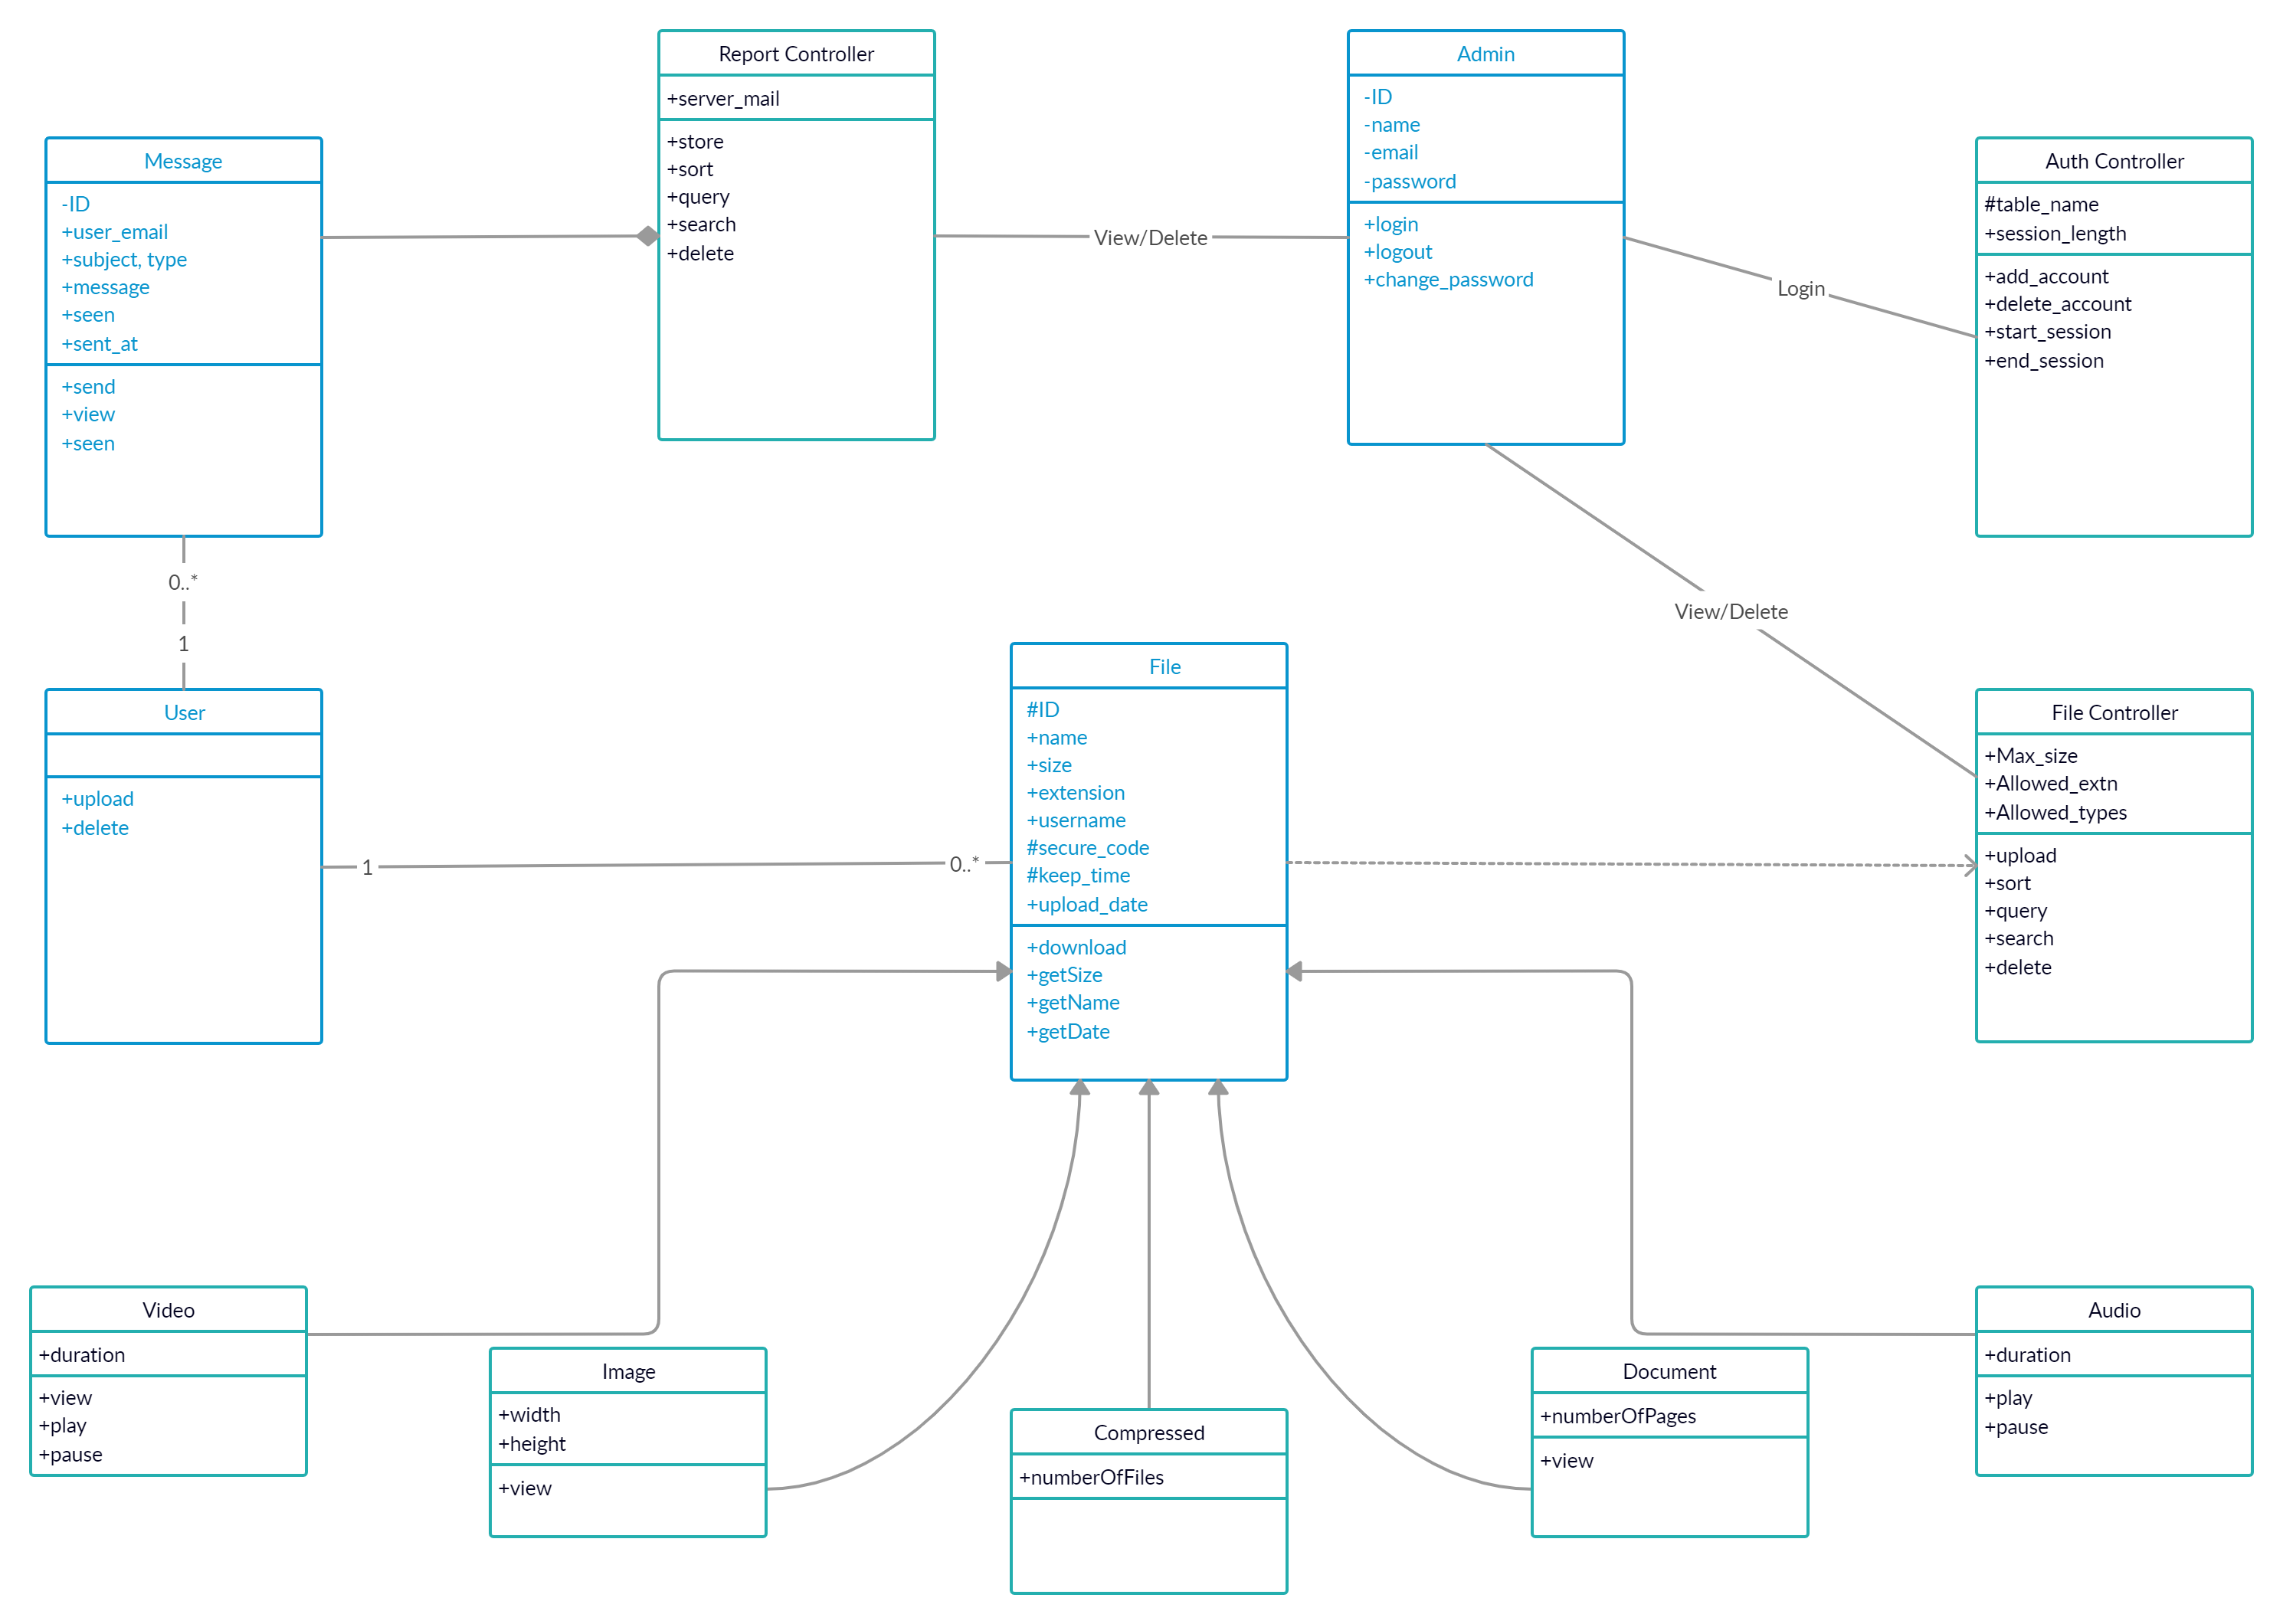 Report Controller
+server_mail
+store
+sort
+query
+search
+delete
Admin
-ID
-name
-email
-password
+login
+logout
+change_password
Message
-ID
+user_email
+subject, type
+message
+seen
+sent_at
+send
+view
+seen
Auth Controller
#table_name
+session_length
+add_account
+delete_account
+start_session
+end_session
View/Delete
Login
0..*
1
View/Delete
User
+upload
+delete
1
0..*
File
#ID
+name
+size
+extension
+username
#secure_code
#keep_time
+upload_date
+download
+getSize
+getName
+getDate
File Controller
+Max_size
+Allowed_extn
+Allowed_types
+upload
+sort
+query
+search
+delete
Video
+duration
+view
+play
+pause
Image
+width
+height
+view
Compressed
+numberOfFiles
Document
+numberOfPages
+view
Audio
+duration
+play
+pause